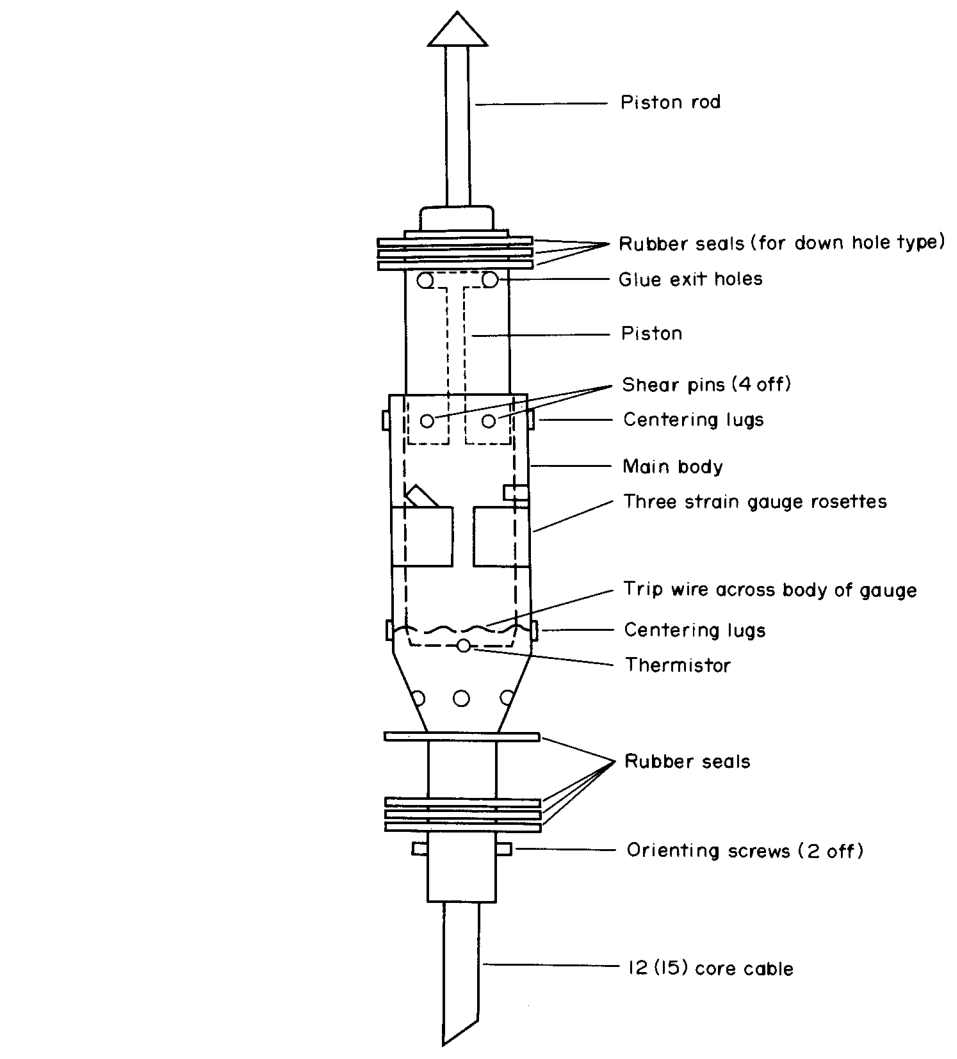 Piston rod
Rubber seals (for down hole type)
Glue exit holes
Piston
Shear pins (4 off)
Centering lugs
Main body
Three strain gauge rosettes
Trip wire across body of gauge
Centering lugs
Thermistor
Rubber seals
Orienting screws (2 off)
12 (15) core cable